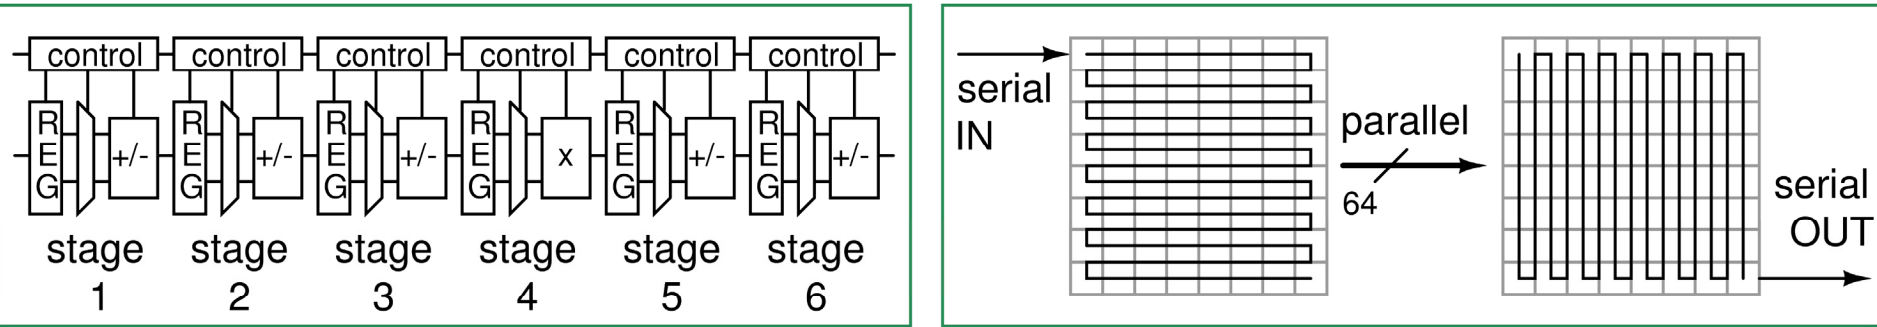 control control control control control control
R R R R R R
E +/- E +/- E +/- E x E +/- E +/-
G G G G G G
stage stage stage stage stage stage
1 2 3 4 5 6
serial
IN
parallel
64
serial
OUT